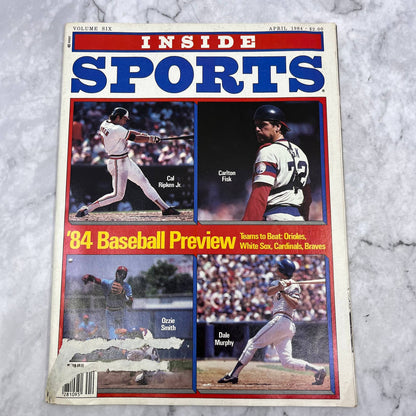 VOLUME SIX
APRIL 1984 • $2.00
INSIDE
SPORTS
Cal
Ripken Jr.
Carlton
Fisk
72
'84 Baseball Preview
Teams to Beat: Orioles,
White Sox, Cardinals, Braves
Ozzie
Smith
Dale
Murphy